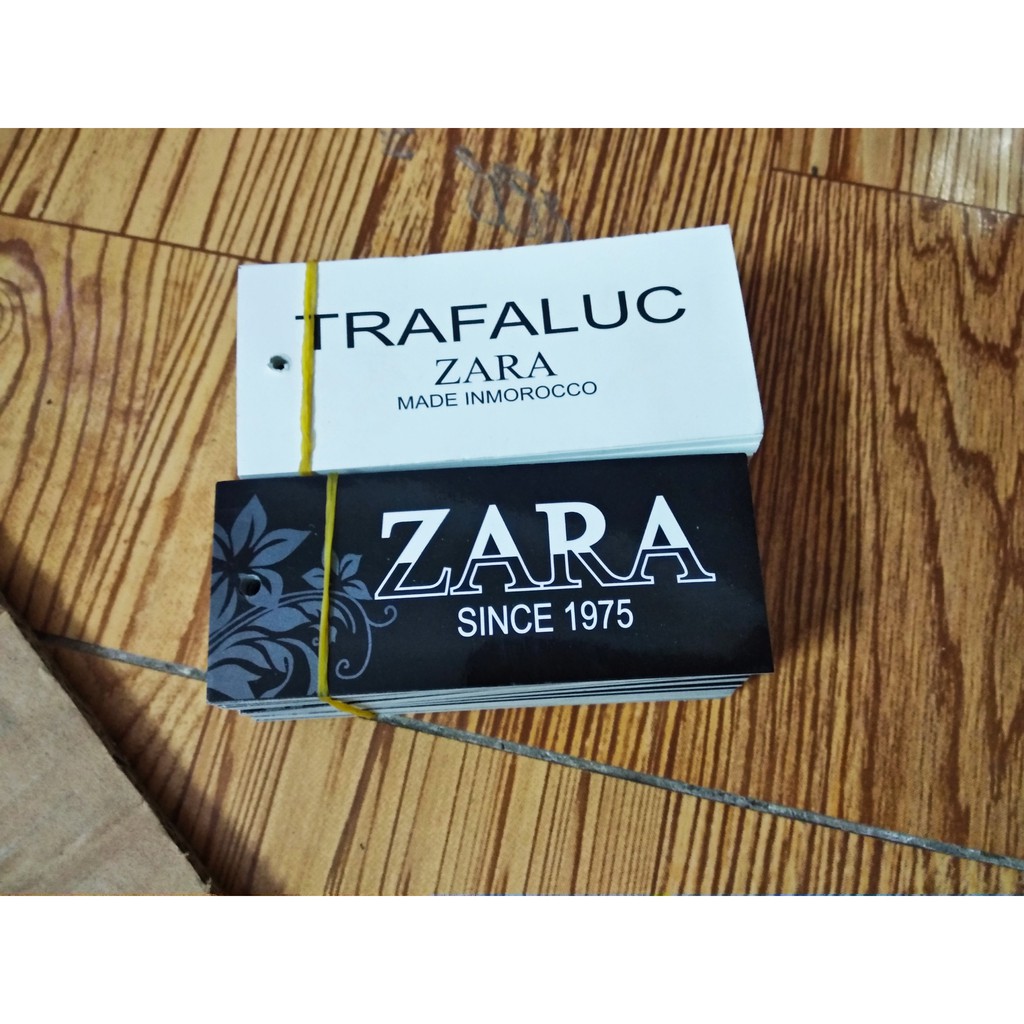 TRAFALUC
ZARA
MADE INMOROCCO
ZARA
SINCE 1975